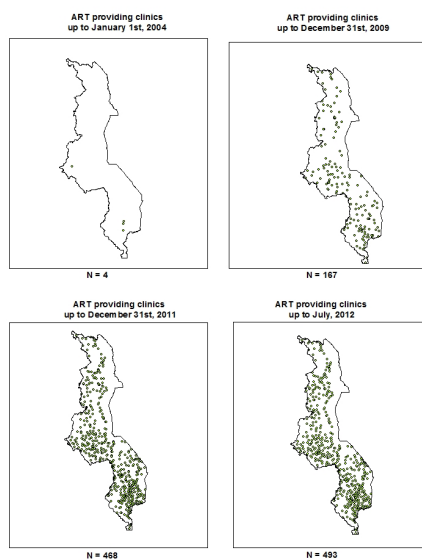 ART providing clinics
up to January 1st, 2004
N = 4
ART providing clinics
up to December 31st, 2009
N = 167
ART providing clinics
up to December 31st, 2011
N = 468
ART providing clinics
up to July, 2012
N = 493